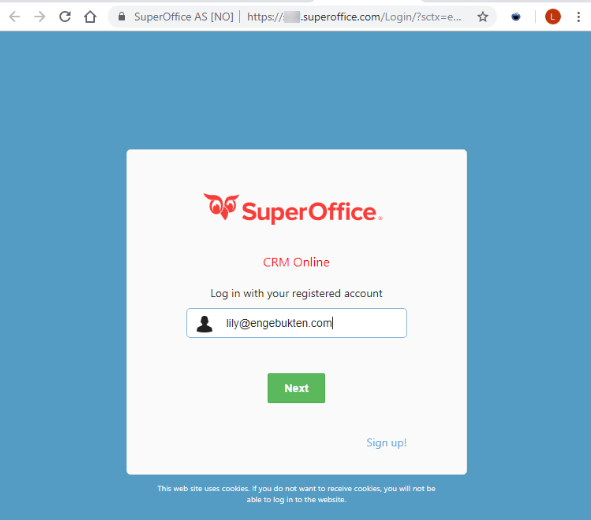 SuperOffice AS [NO] https://.superoffice.com/Login/?sctx=e...
L
SuperOffice®
CRM Online
Log in with your registered account
lily@engebukten.com
Next
Sign up!
This web site uses cookies. If you do not want to receive cookies, you will not be
able to log in to the website.